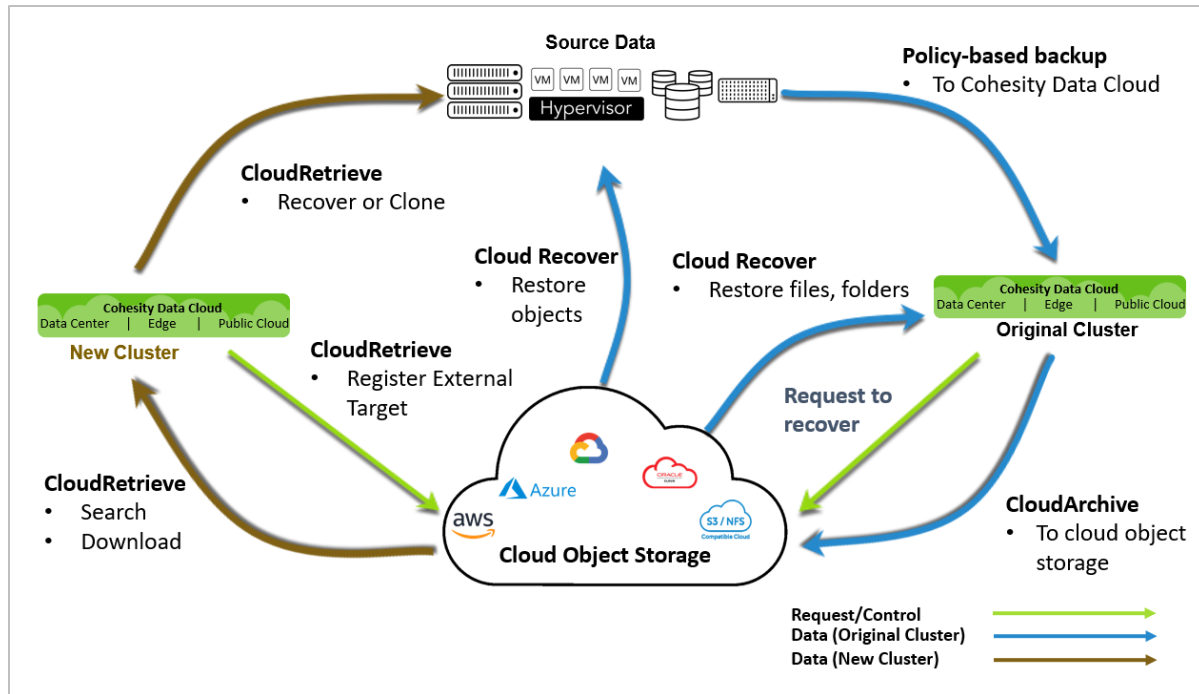 Source Data
VM VM VM VM
Hypervisor
Policy-based backup
• To Cohesity Data Cloud
CloudRetrieve
• Recover or Clone
Cloud Recover
• Restore
objects
Cloud Recover
• Restore files, folders
Cohesity Data Cloud
Data Center | Edge | Public Cloud
New Cluster
Cohesity Data Cloud
Data Center | Edge | Public Cloud
Original Cluster
CloudRetrieve
• Register External
Target
Request to
recover
CloudRetrieve
• Search
• Download
Azure
ORACLE
CLOUD
aws
S3 / NFS
Compatible Cloud
Cloud Object Storage
CloudArchive
• To cloud object
storage
Request/Control
Data (Original Cluster)
Data (New Cluster)